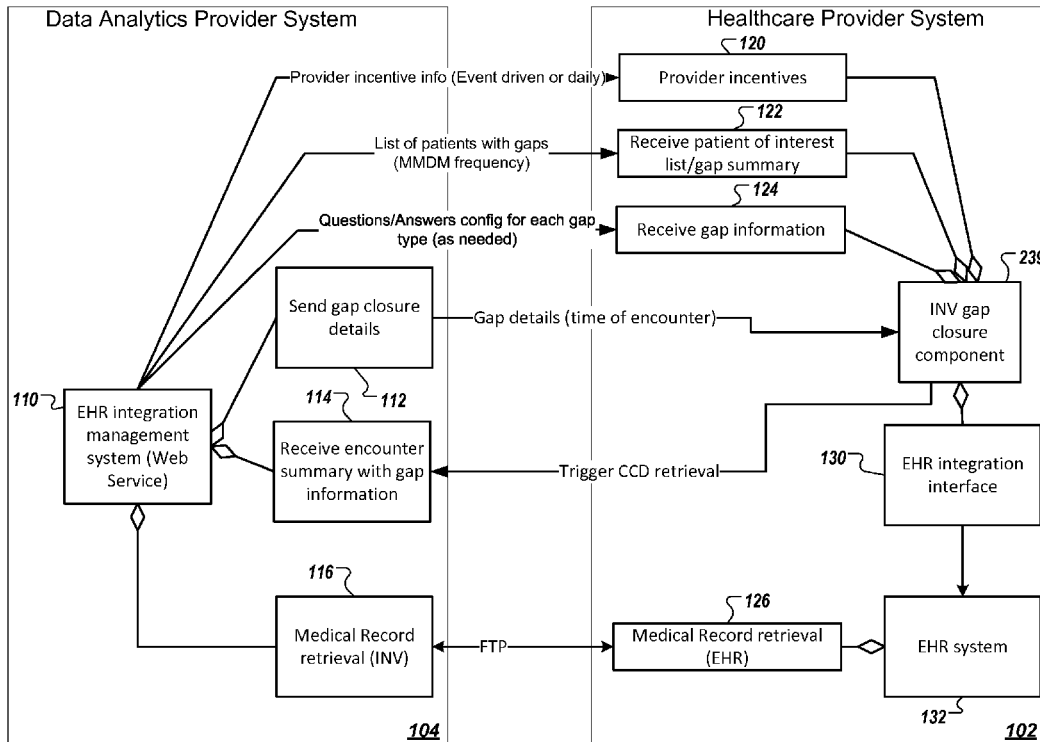 Data Analytics Provider System
Healthcare Provider System
120
Provider incentive info (Event driven or daily)
Provider incentives
122
List of patients with gaps
(MMDM frequency)
Receive patient of interest
list/gap summary
124
Questions/Answers config for each gap
type (as needed)
Receive gap information
239
Send gap closure
details
Gap details (time of encounter)
INV gap
closure
component
112
110
114
EHR integration
management
system (Web
Service)
Receive encounter
summary with gap
information
Trigger CCD retrieval
130
EHR integration
interface
116
126
Medical Record
retrieval (INV)
FTP
Medical Record retrieval
(EHR)
EHR system
104
132
102